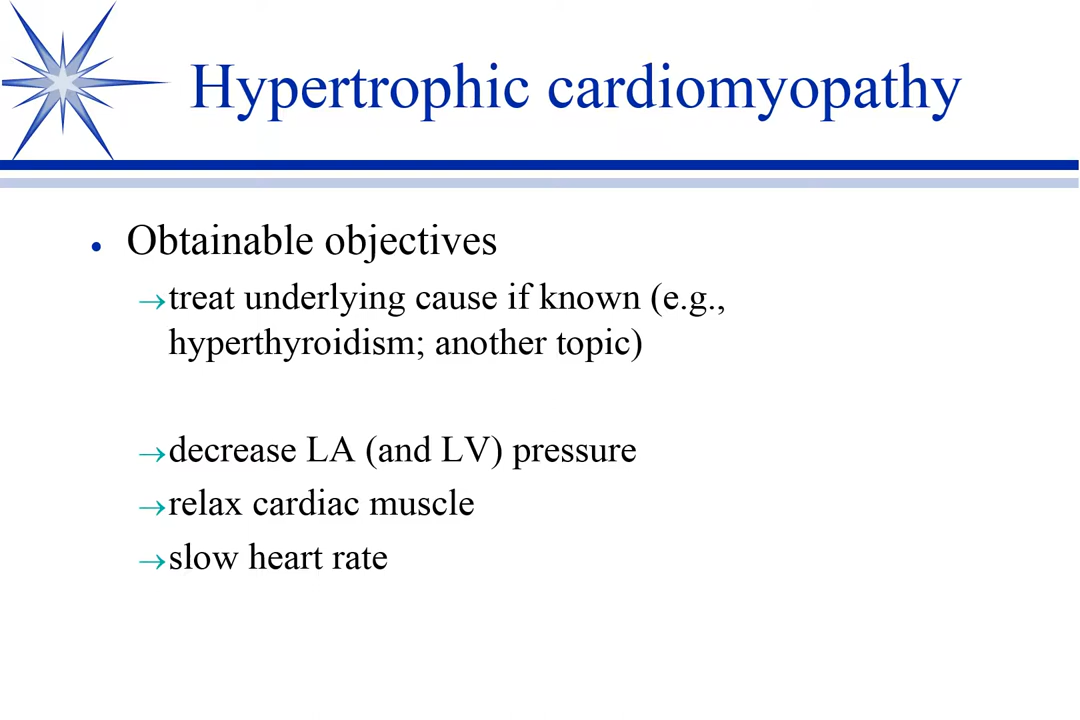 Hypertrophic cardiomyopathy
• Obtainable objectives
→treat underlying cause if known (e.g.,
hyperthyroidism; another topic)
→decrease LA (and LV) pressure
→relax cardiac muscle
→slow heart rate